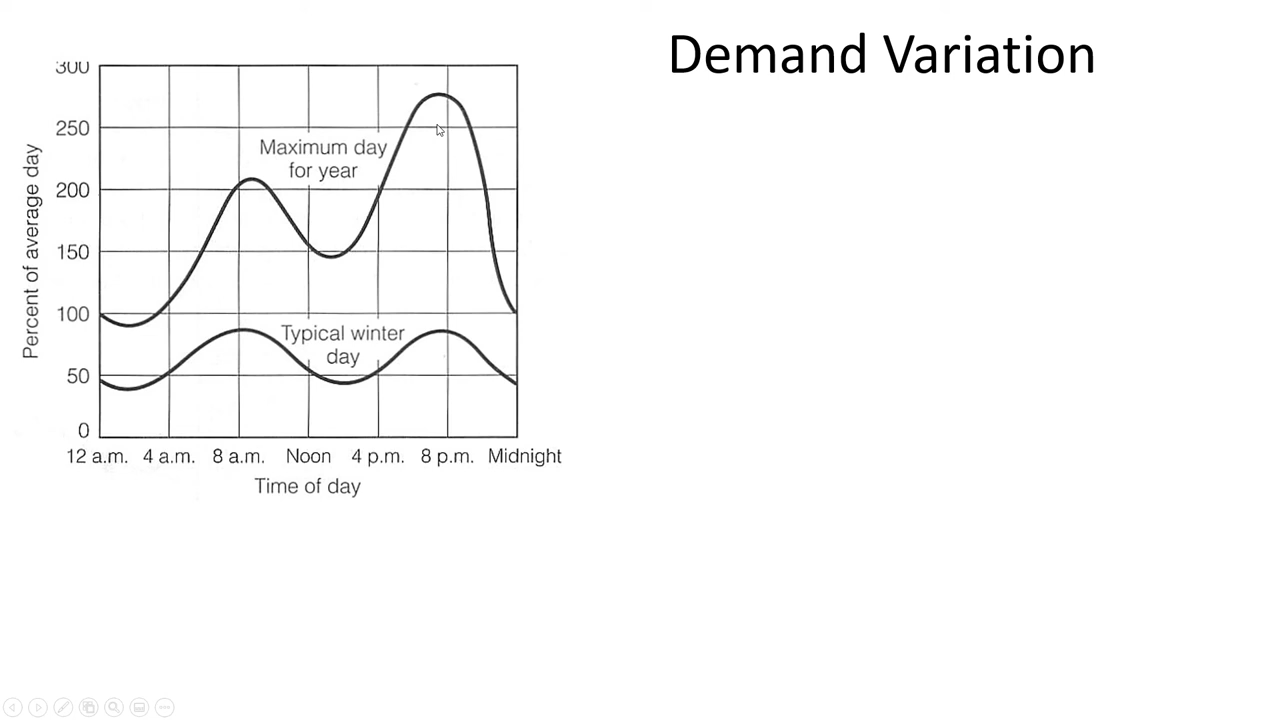 Demand Variation
300
250
200
150
100
50
0
Percent of average day
Maximum day
for year
Typical winter
day
12 a.m. 4 a.m. 8 a.m. Noon 4 p.m. 8 p.m. Midnight
Time of day